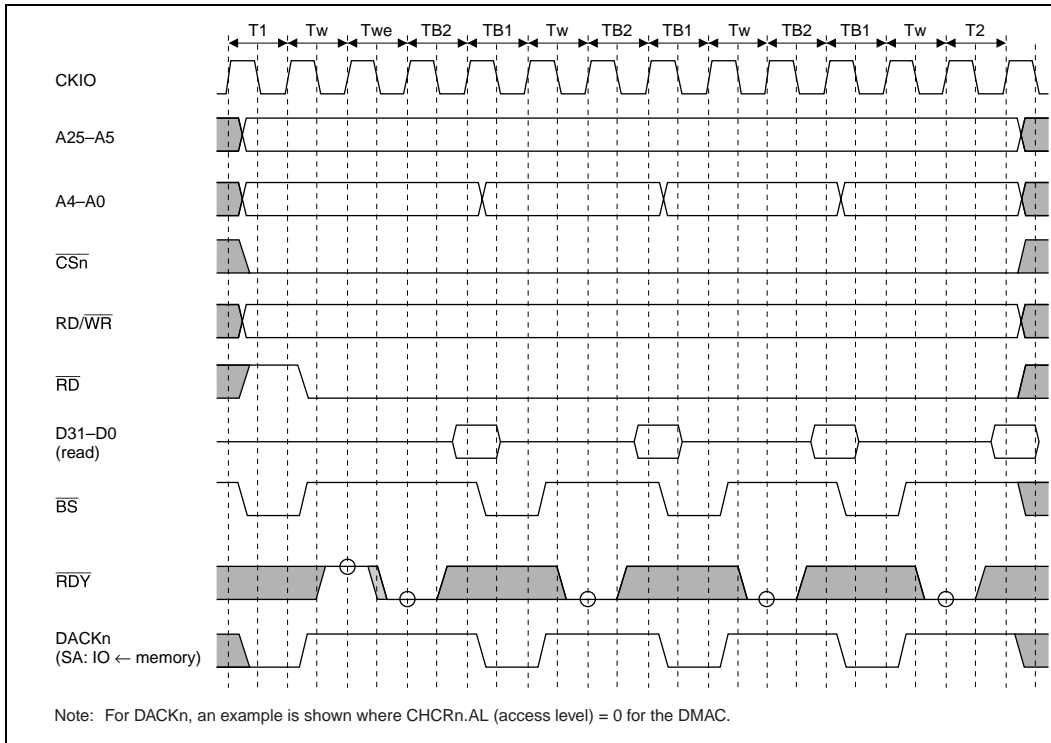 T1 Tw Twe TB2 TB1 Tw TB2 TB1 Tw TB2 TB1 Tw T2
CKIO
A25–A5
A4–A0
CSn
RD/WR
RD
D31–D0
(read)
BS
RDY
DACKn
(SA: IO ← memory)
Note: For DACKn, an example is shown where CHCRn.AL (access level) = 0 for the DMAC.